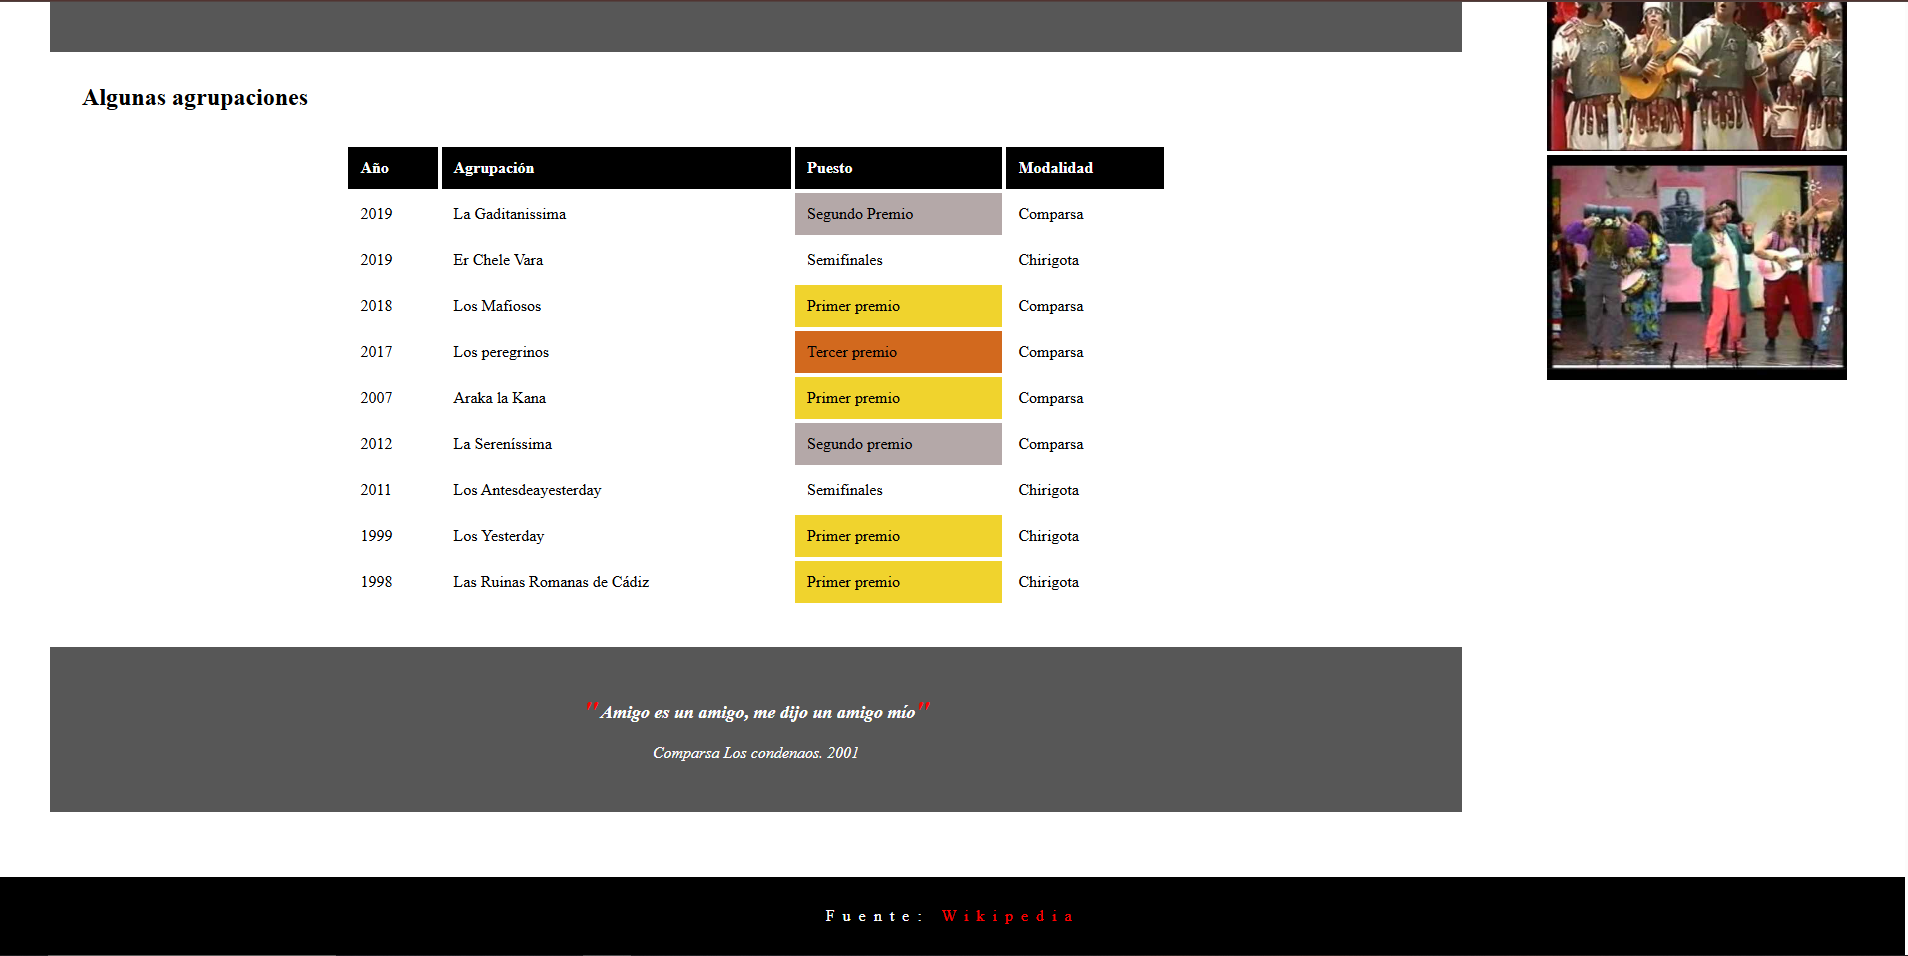 Algunas agrupaciones
Año Agrupación Puesto Modalidad
2019 La Gaditanissima Segundo Premio Comparsa
2019 Er Chele Vara Semifinales Chirigota
2018 Los Mafiosos Primer premio Comparsa
2017 Los peregrinos Tercer premio Comparsa
2007 Araka la Kana Primer premio Comparsa
2012 La Sereníssima Segundo premio Comparsa
2011 Los Antesdeayesterday Semifinales Chirigota
1999 Los Yesterday Primer premio Chirigota
1998 Las Ruinas Romanas de Cádiz Primer premio Chirigota
"Amigo es un amigo, me dijo un amigo mío"
Comparsa Los condenaos. 2001
Fuente: Wikipedia